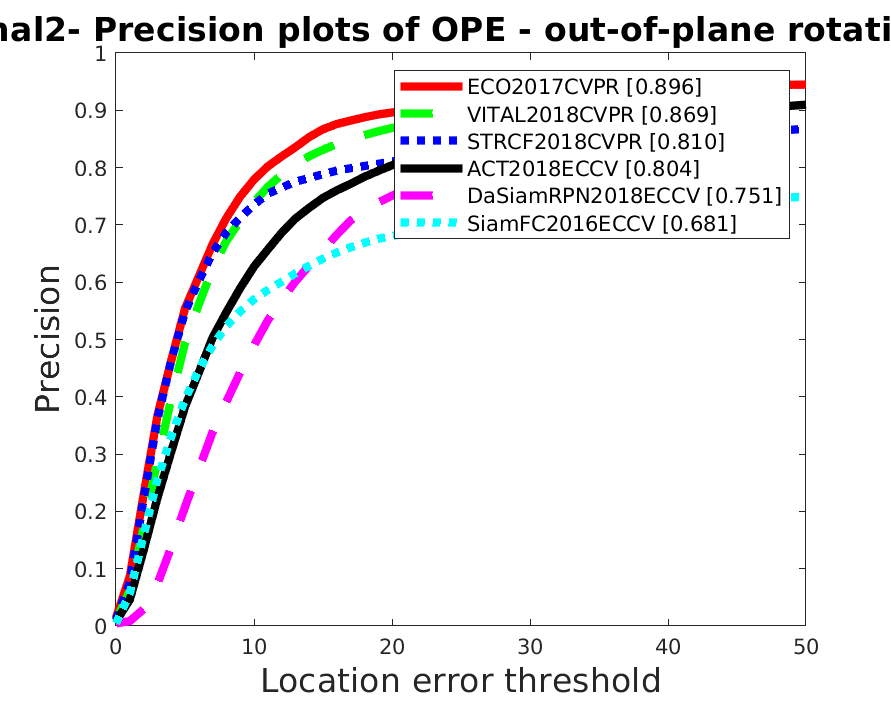 nal2- Precision plots of OPE - out-of-plane rotati
1
0.9
0.8
0.7
0.6
0.5
0.4
0.3
0.2
0.1
0
Precision
ECO2017CVPR [0.896]
VITAL2018CVPR [0.869]
STRCF2018CVPR [0.810]
ACT2018ECCV [0.804]
DaSiamRPN2018ECCV [0.751]
SiamFC2016ECCV [0.681]
0 10 20 30 40 50
Location error threshold